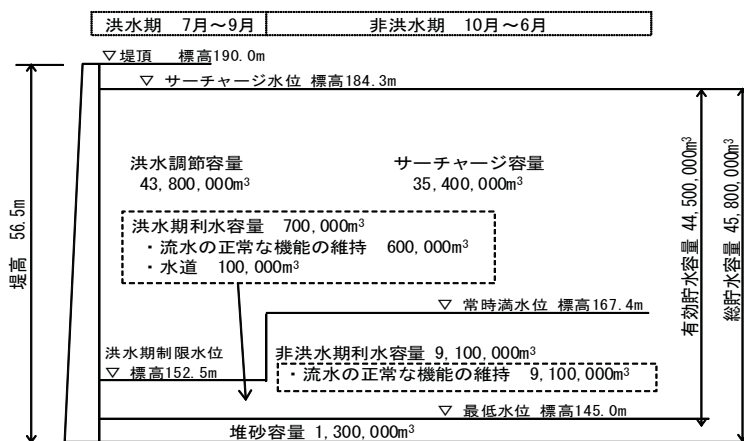 洪水期　7月～9月
非洪水期　10月～6月
▽堤頂　標高190.0m
▽ サーチャージ水位 標高184.3m
洪水調節容量
43,800,000m³
サーチャージ容量
35,400,000m³
洪水期利水容量　700,000m³
・流水の正常な機能の維持　600,000m³
・水道　100,000m³
▽ 常時満水位 標高167.4m
洪水期制限水位
▽ 標高152.5m
非洪水期利水容量 9,100,000m³
・流水の正常な機能の維持　9,100,000m³
▽ 最低水位 標高145.0m
堆砂容量 1,300,000m³
堤高　56.5m
有効貯水容量 44,500,000m³
総貯水容量 45,800,000m³